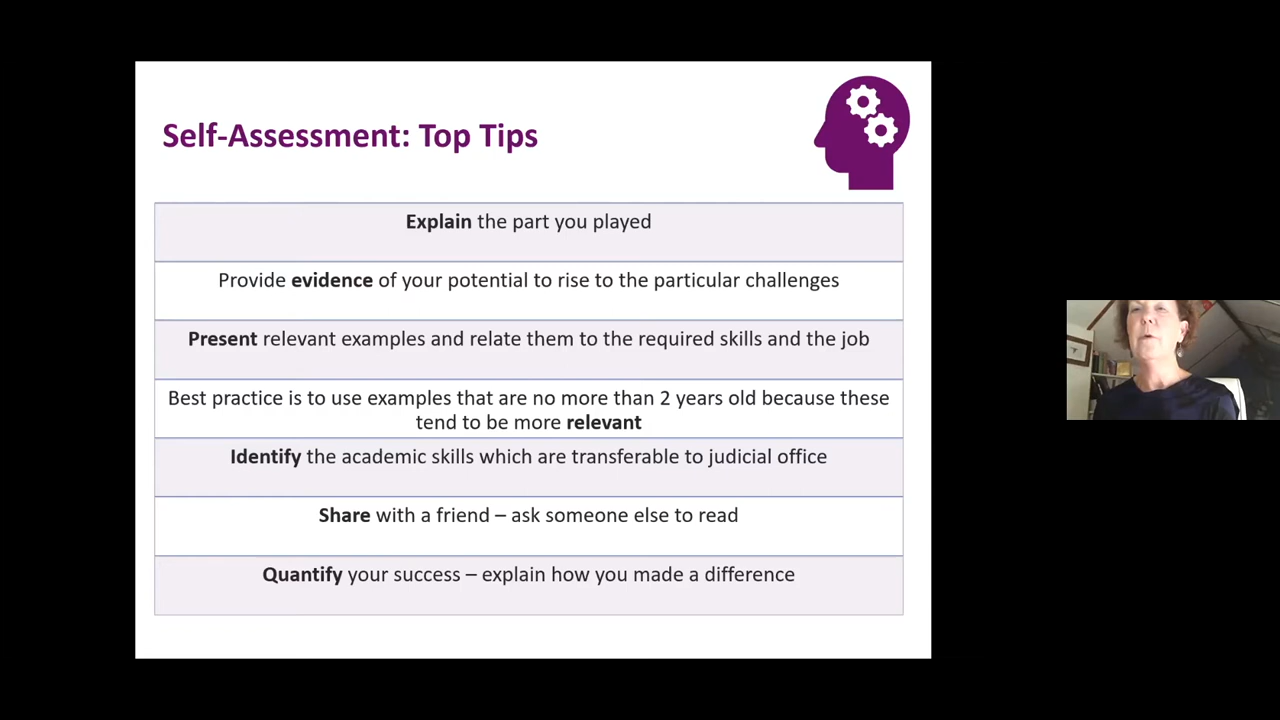 Self-Assessment: Top Tips
Explain the part you played
Provide evidence of your potential to rise to the particular challenges
Present relevant examples and relate them to the required skills and the job
Best practice is to use examples that are no more than 2 years old because these
tend to be more relevant
Identify the academic skills which are transferable to judicial office
Share with a friend – ask someone else to read
Quantify your success – explain how you made a difference